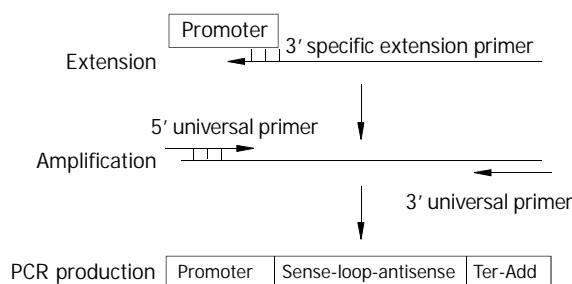 Promoter
3′ specific extension primer
Extension
5′ universal primer
Amplification
3′ universal primer
PCR production
Promoter
Sense-loop-antisense
Ter-Add